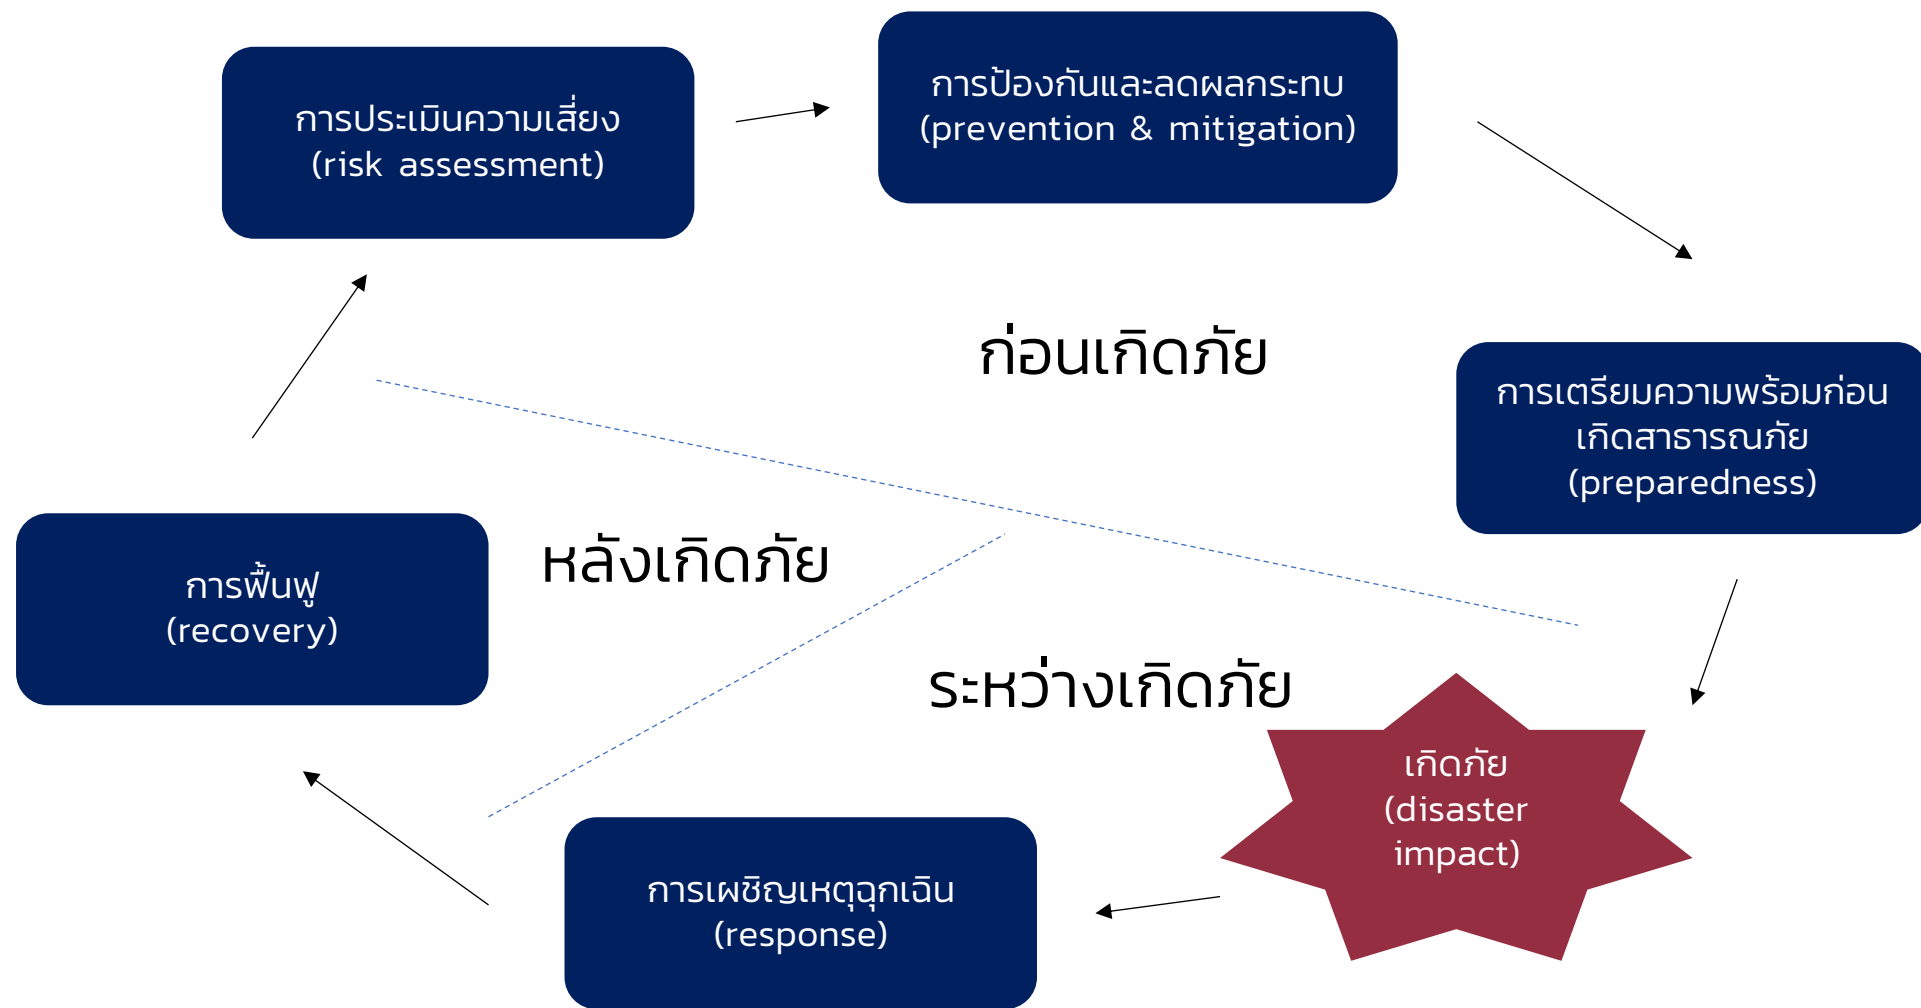 การประเมินความเสี่ยง
(risk assessment)
การป้องกันและลดผลกระทบ
(prevention & mitigation)
ก่อนเกิดภัย
การเตรียมความพร้อมก่อน
เกิดสาธารณภัย
(preparedness)
หลังเกิดภัย
การฟื้นฟู
(recovery)
ระหว่างเกิดภัย
เกิดภัย
(disaster
impact)
การเผชิญเหตุฉุกเฉิน
(response)